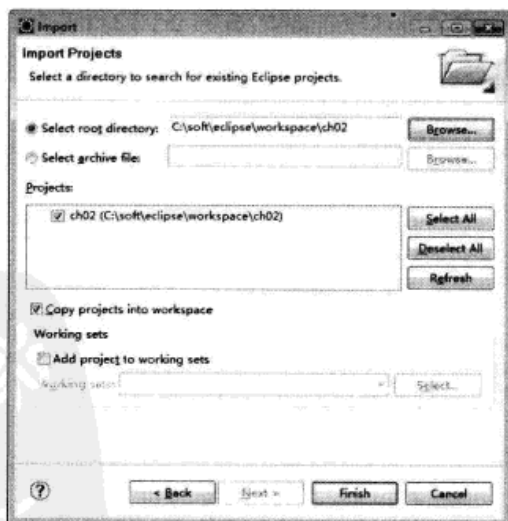 Import
Import Projects
Select a directory to search for existing Eclipse projects.
Select root directory: C:\soft\eclipse\workspace\ch02 Browse...
Select archive file: Browse...
Projects:
ch02 (C:\soft\eclipse\workspace\ch02)
Select All
Deselect All
Refresh
Copy projects into workspace
Working sets
Add project to working sets
Working sets: Select...
? < Back Next > Finish Cancel